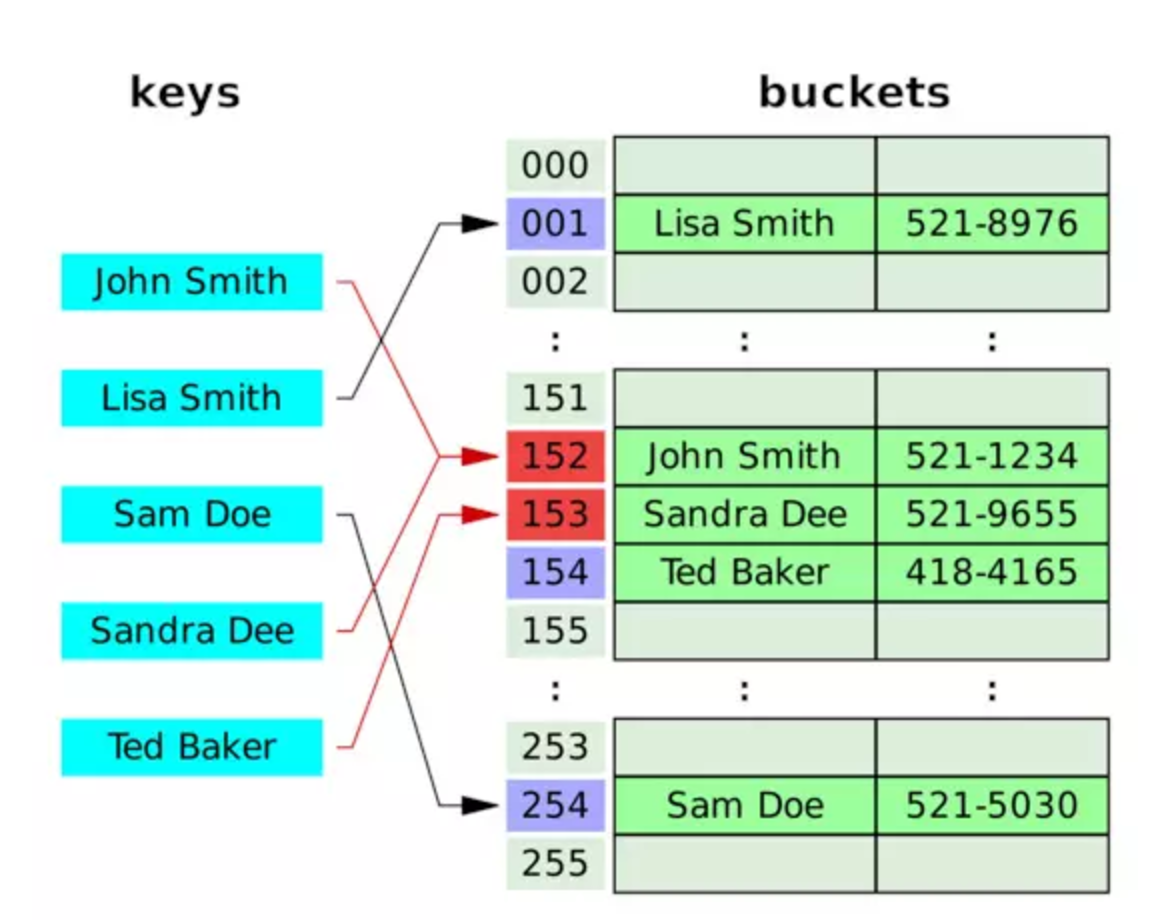 keys
buckets
John Smith
Lisa Smith
Sam Doe
Sandra Dee
Ted Baker
000
001 Lisa Smith 521-8976
002
: : :
151
152 John Smith 521-1234
153 Sandra Dee 521-9655
154 Ted Baker 418-4165
155
: : :
253
254 Sam Doe 521-5030
255